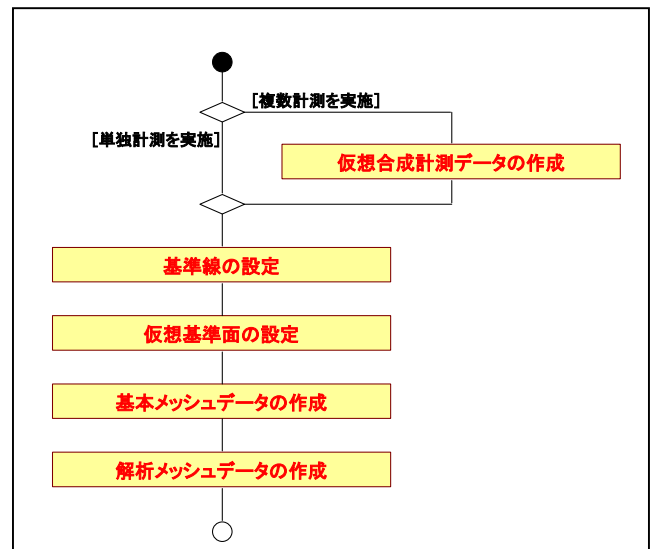 [複数計測を実施]
[単独計測を実施]
仮想合成計測データの作成
基準線の設定
仮想基準面の設定
基本メッシュデータの作成
解析メッシュデータの作成